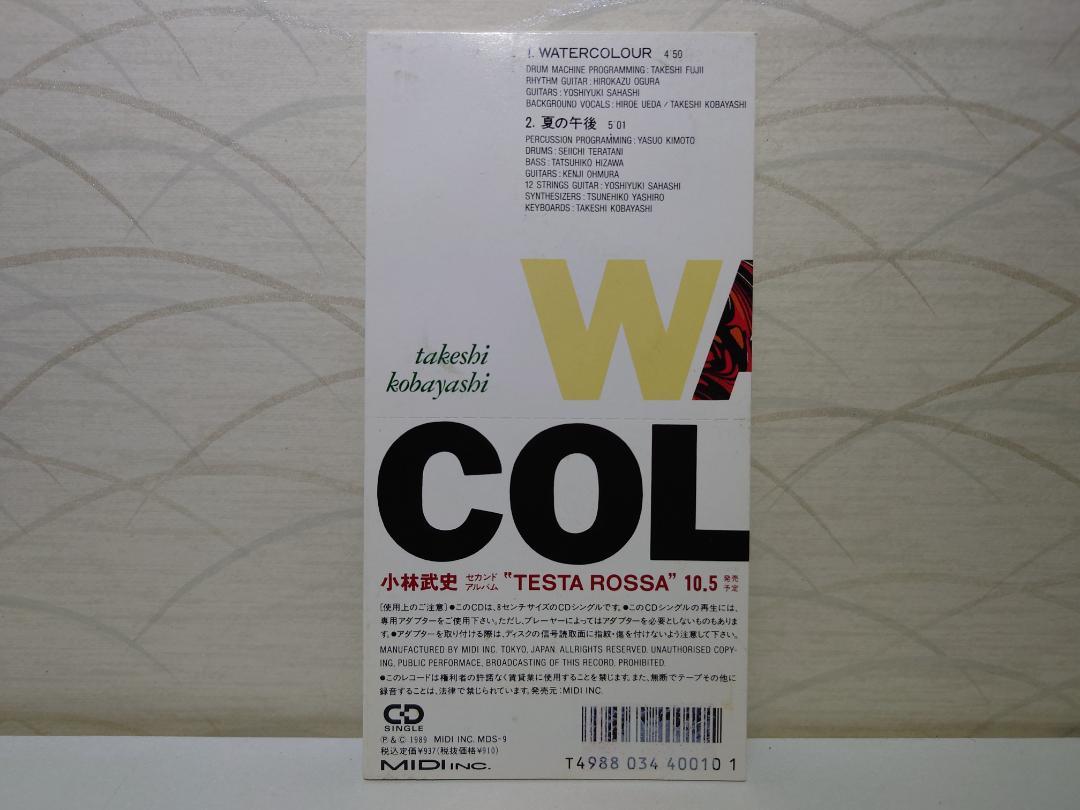 1. WATERCOLOUR 4'50
DRUM MACHINE PROGRAMMING : TAKESHI FUJII
RHYTHM GUITAR : HIROKAZU OGURA
GUITARS : YOSHIYUKI SAHASHI
BACKGROUND VOCALS : HIROE UEDA / TAKESHI KOBAYASHI
2. 夏の午後 5'01
PERCUSSION PROGRAMMING : YASUO KIMOTO
DRUMS : SEIICHI TERATANI
BASS : TATSUHIKO HIZAWA
GUITARS : KENJI OHMURA
12 STRINGS GUITAR : YOSHIYUKI SAHASHI
SYNTHESIZERS : TSUNEHIKO YASHIRO
KEYBOARDS : TAKESHI KOBAYASHI
WA
takeshi
kobayashi
COL
小林武史 セカンドアルバム "TESTA ROSSA" 10.5 発売予定
〔使用上のご注意〕●このCDは、8センチサイズのCDシングルです。●このCDシングルの再生には、
専用アダプターをご使用下さい。ただし、プレーヤーによってはアダプターを必要としないものもありま
す。●アダプターを取り付ける際は、ディスクの信号読取面に指紋・傷を付けないよう注意して下さい。
MANUFACTURED BY MIDI INC. TOKYO, JAPAN. ALLRIGHTS RESERVED. UNAUTHORISED COPY-
ING, PUBLIC PERFORMACE, BROADCASTING OF THIS RECORD, PROHIBITED.
●このレコードは権利者の許諾なく賃貸業に使用することを禁じます。また、無断でテープその他に
録音することは、法律で禁じられています。発売元:MIDI INC.
CD
SINGLE
Ⓟ & © 1989 MIDI INC. MDS-9
税込定価¥937(税抜価格¥910)
MIDI INC.
T4988 034 40010 1